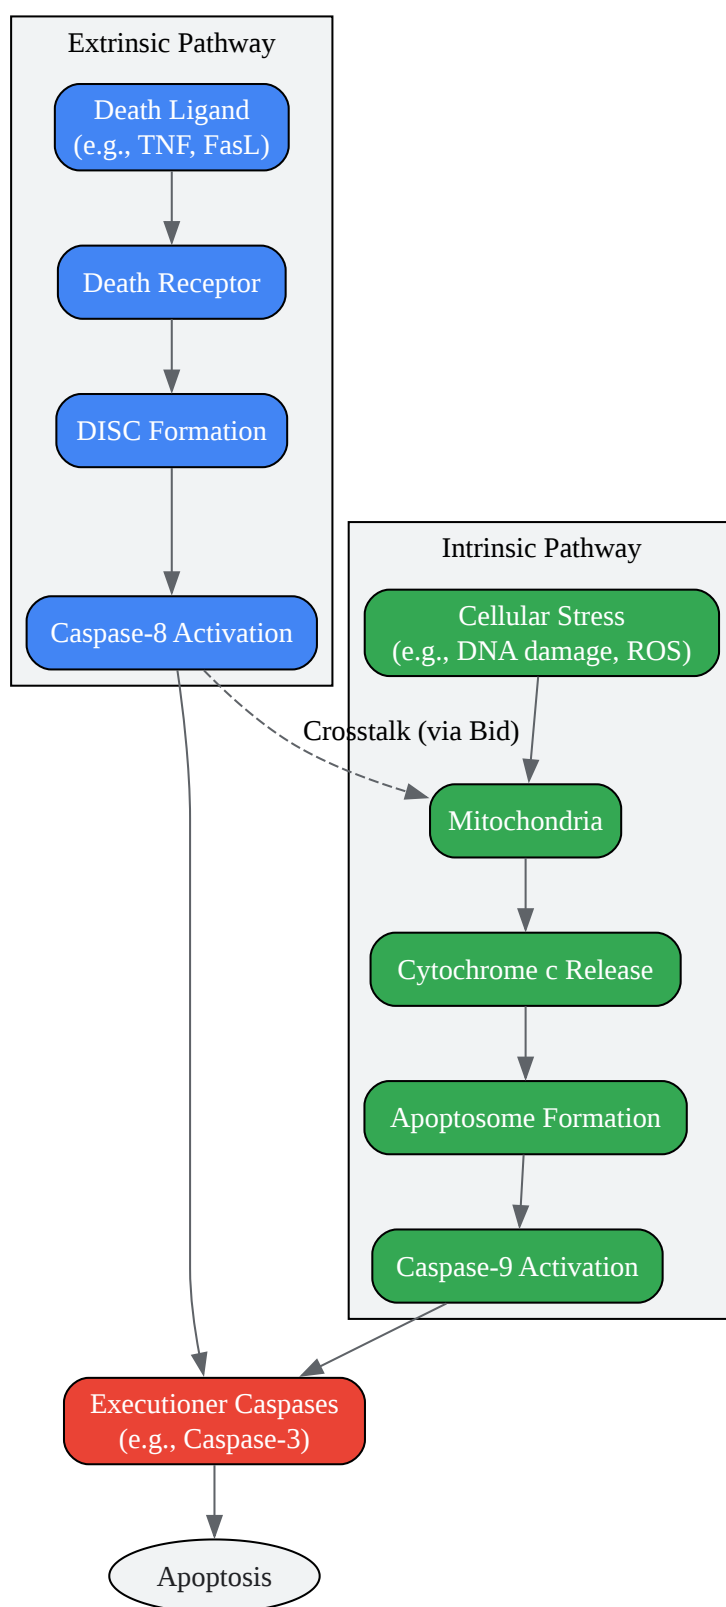 Extrinsic Pathway
Death Ligand
(e.g., TNF, FasL)
Death Receptor
DISC Formation
Caspase-8 Activation
Intrinsic Pathway
Cellular Stress
(e.g., DNA damage, ROS)
Crosstalk (via Bid)
Mitochondria
Cytochrome c Release
Apoptosome Formation
Caspase-9 Activation
Executioner Caspases
(e.g., Caspase-3)
Apoptosis